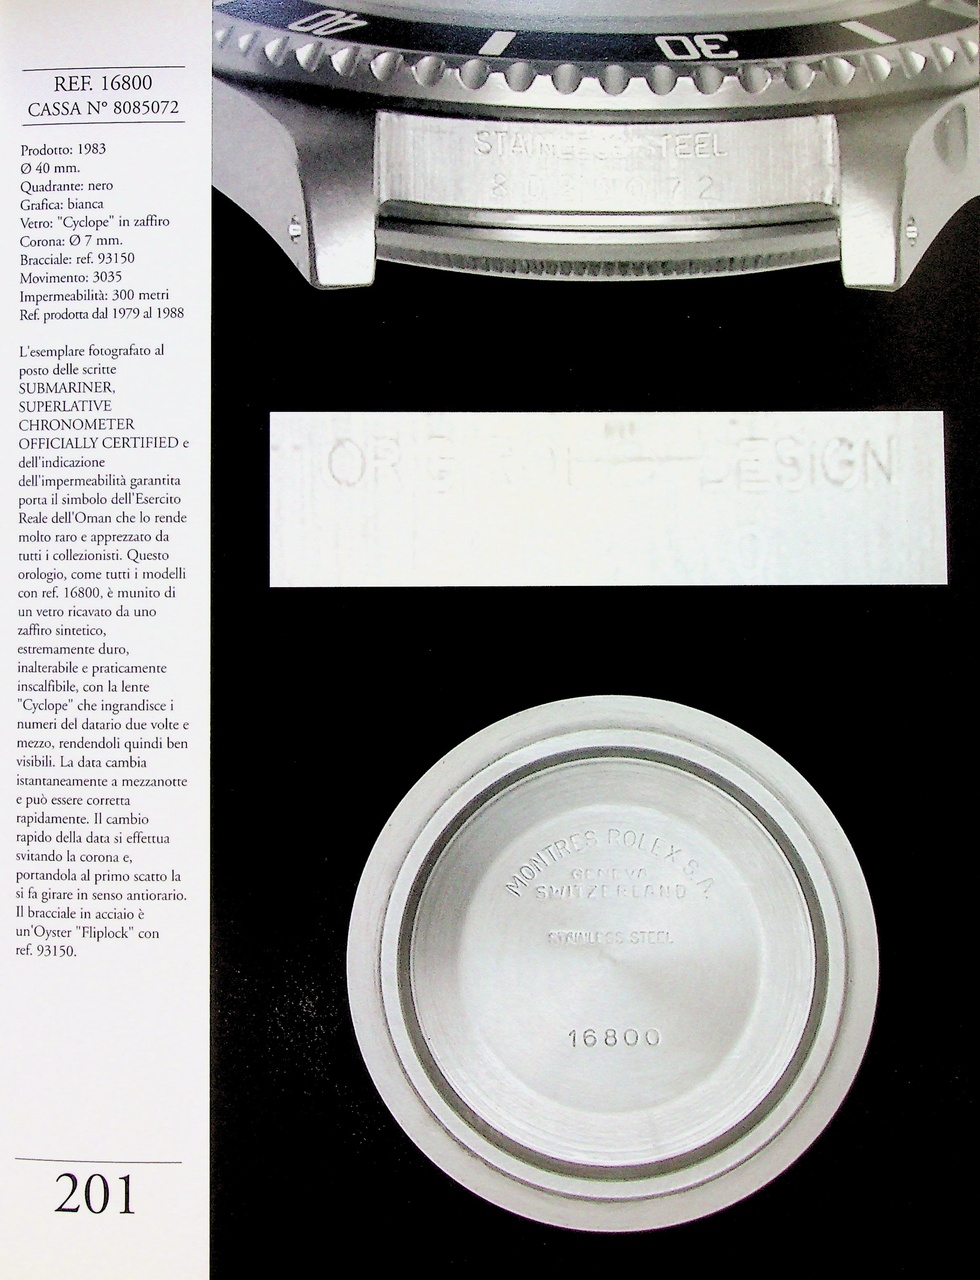 REF. 16800
CASSA N° 8085072
Prodotto: 1983
Ø 40 mm.
Quadrante: nero
Grafica: bianca
Vetro: "Cyclope" in zaffiro
Corona: Ø 7 mm.
Bracciale: ref. 93150
Movimento: 3035
Impermeabilità: 300 metri
Ref. prodotta dal 1979 al 1988
L'esemplare fotografato al
posto delle scritte
SUBMARINER,
SUPERLATIVE
CHRONOMETER
OFFICIALLY CERTIFIED e
dell'indicazione
dell'impermeabilità garantita
porta il simbolo dell'Esercito
Reale dell'Oman che lo rende
molto raro e apprezzato da
tutti i collezionisti. Questo
orologio, come tutti i modelli
con ref. 16800, è munito di
un vetro ricavato da uno
zaffiro sintetico,
estremamente duro,
inalterabile e praticamente
inscalfibile, con la lente
"Cyclope" che ingrandisce i
numeri del datario due volte e
mezzo, rendendoli quindi ben
visibili. La data cambia
istantaneamente a mezzanotte
e può essere corretta
rapidamente. Il cambio
rapido della data si effettua
svitando la corona e,
portandola al primo scatto la
si fa girare in senso antiorario.
Il bracciale in acciaio è
un'Oyster "Fliplock" con
ref. 93150.
201
40
30
STAINLESS STEEL
DESIGN
MONTRES ROLEX S.A.
GENEVA
SWITZERLAND
STAINLESS STEEL
16800